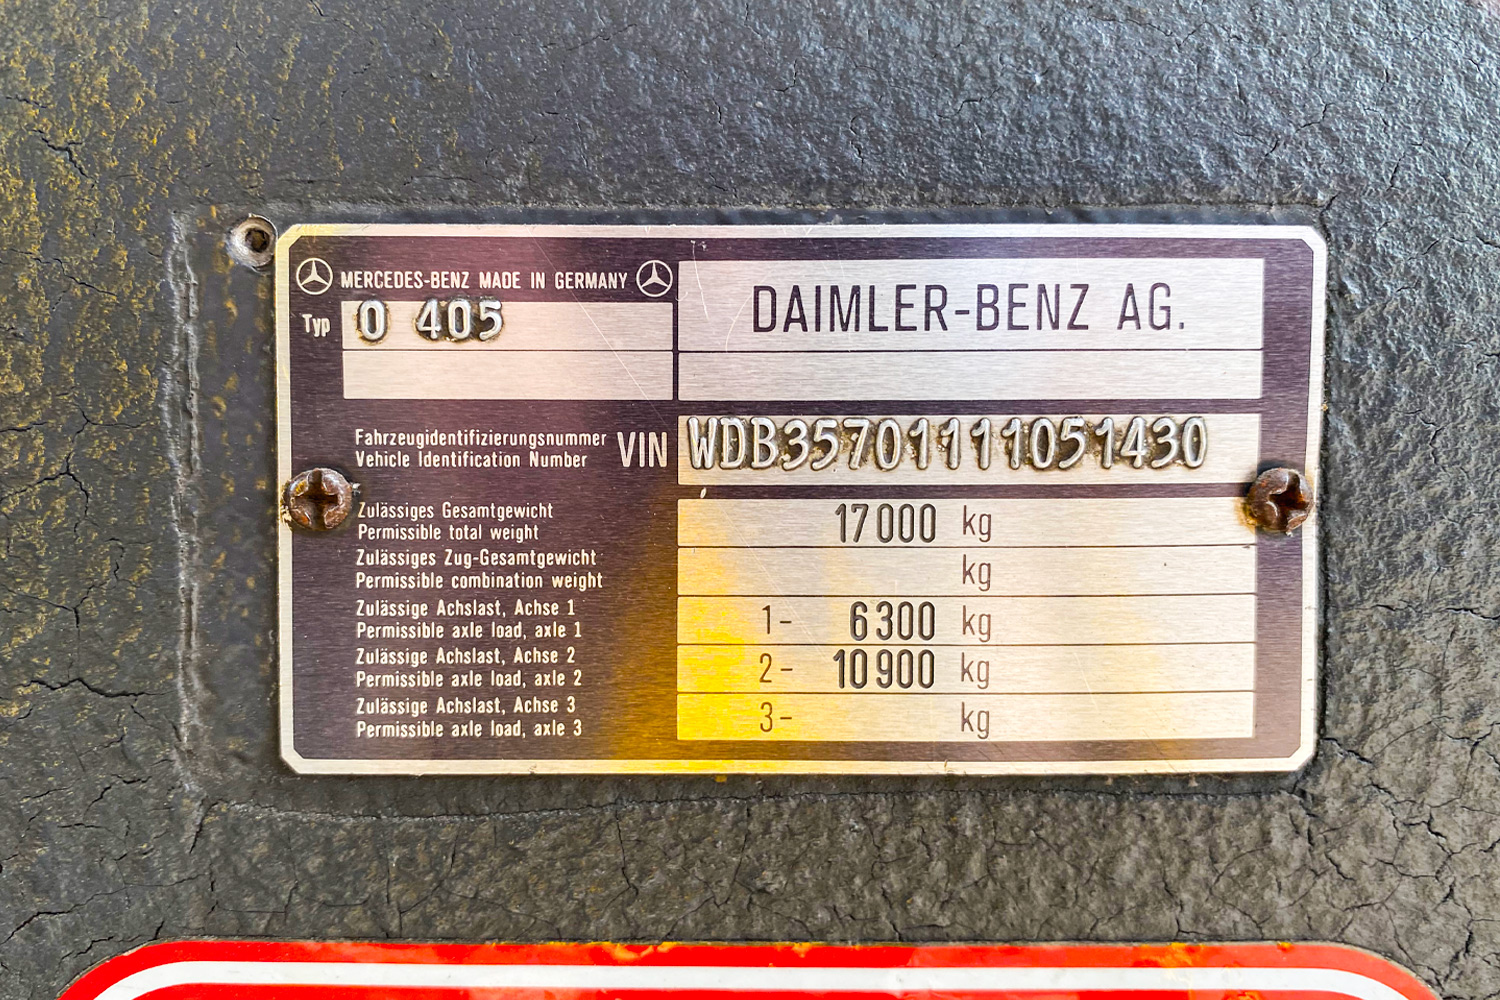 MERCEDES-BENZ MADE IN GERMANY
Typ O 405
DAIMLER-BENZ AG.
Fahrzeugidentifizierungsnummer
Vehicle Identification Number
VIN WDB35701111051430
Zulässiges Gesamtgewicht
Permissible total weight
17000 kg
Zulässiges Zug-Gesamtgewicht
Permissible combination weight
kg
Zulässige Achslast, Achse 1
Permissible axle load, axle 1
1- 6300 kg
Zulässige Achslast, Achse 2
Permissible axle load, axle 2
2- 10900 kg
Zulässige Achslast, Achse 3
Permissible axle load, axle 3
3- kg